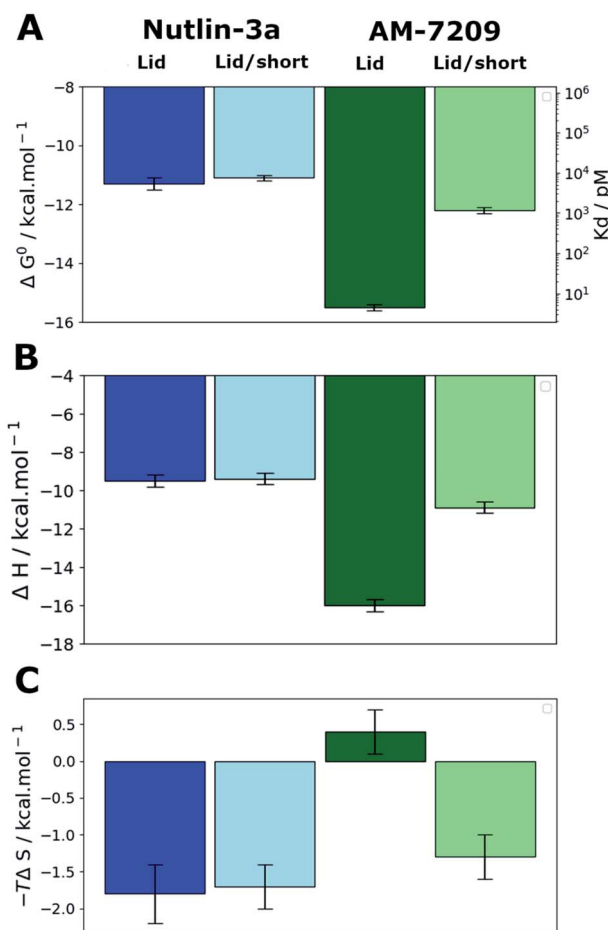 A
Nutlin-3a AM-7209
Lid Lid/short Lid Lid/short
−8
−10
−12
−14
−16
Δ G⁰ / kcal.mol⁻¹
10⁶
10⁵
10⁴
10³
10²
10¹
Kd / pM
B
−4
−6
−8
−10
−12
−14
−16
−18
Δ H / kcal.mol⁻¹
C
0.5
0.0
−0.5
−1.0
−1.5
−2.0
−TΔ S / kcal.mol⁻¹